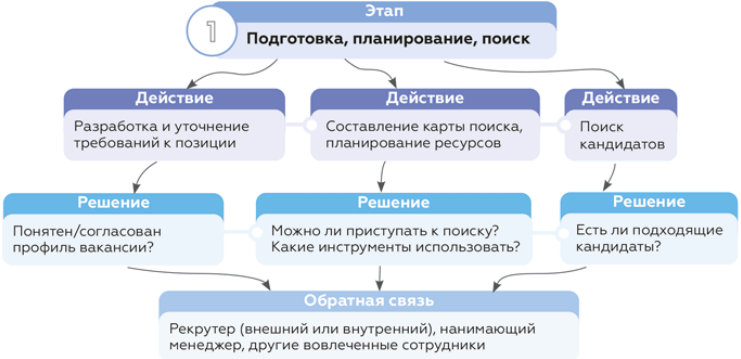 Этап
1
Подготовка, планирование, поиск
Действие
Разработка и уточнение
требований к позиции
Действие
Составление карты поиска,
планирование ресурсов
Действие
Поиск
кандидатов
Решение
Понятен/согласован
профиль вакансии?
Решение
Можно ли приступать к поиску?
Какие инструменты использовать?
Решение
Есть ли подходящие
кандидаты?
Обратная связь
Рекрутер (внешний или внутренний), нанимающий
менеджер, другие вовлеченные сотрудники